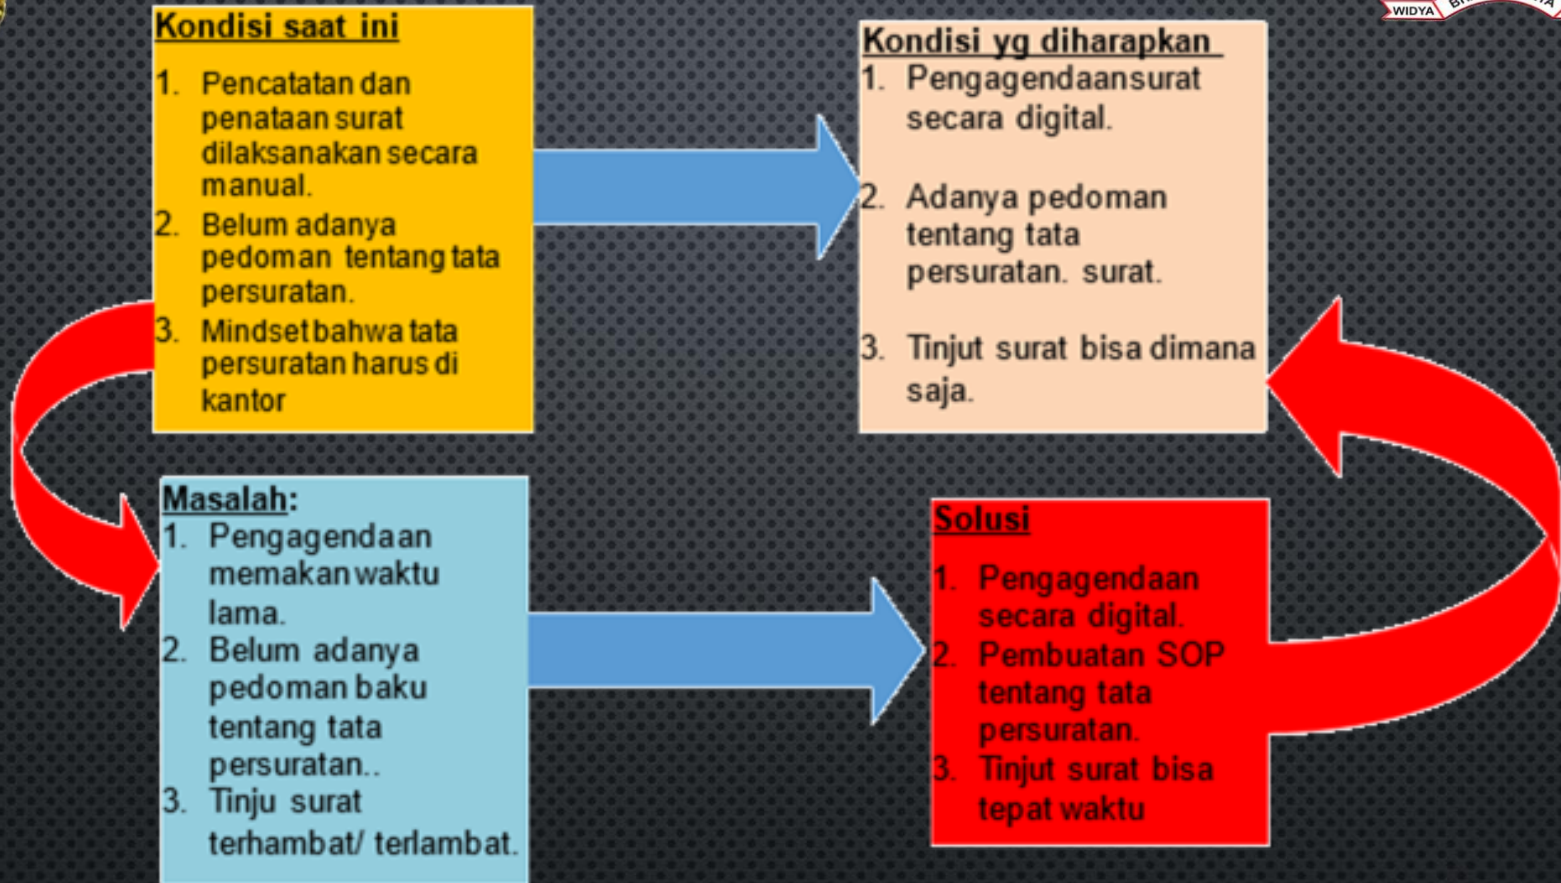 WIDYA
Kondisi saat ini
1. Pencatatan dan
penataan surat
dilaksanakan secara
manual.
2. Belum adanya
pedoman tentang tata
persuratan.
3. Mindset bahwa tata
persuratan harus di
kantor
Kondisi yg diharapkan
1. Pengagendaansurat
secara digital.
2. Adanya pedoman
tentang tata
persuratan. surat.
3. Tinjut surat bisa dimana
saja.
Masalah:
1. Pengagendaan
memakan waktu
lama.
2. Belum adanya
pedoman baku
tentang tata
persuratan..
3. Tinju surat
terhambat/ terlambat.
Solusi
1. Pengagendaan
secara digital.
2. Pembuatan SOP
tentang tata
persuratan.
3. Tinjut surat bisa
tepat waktu